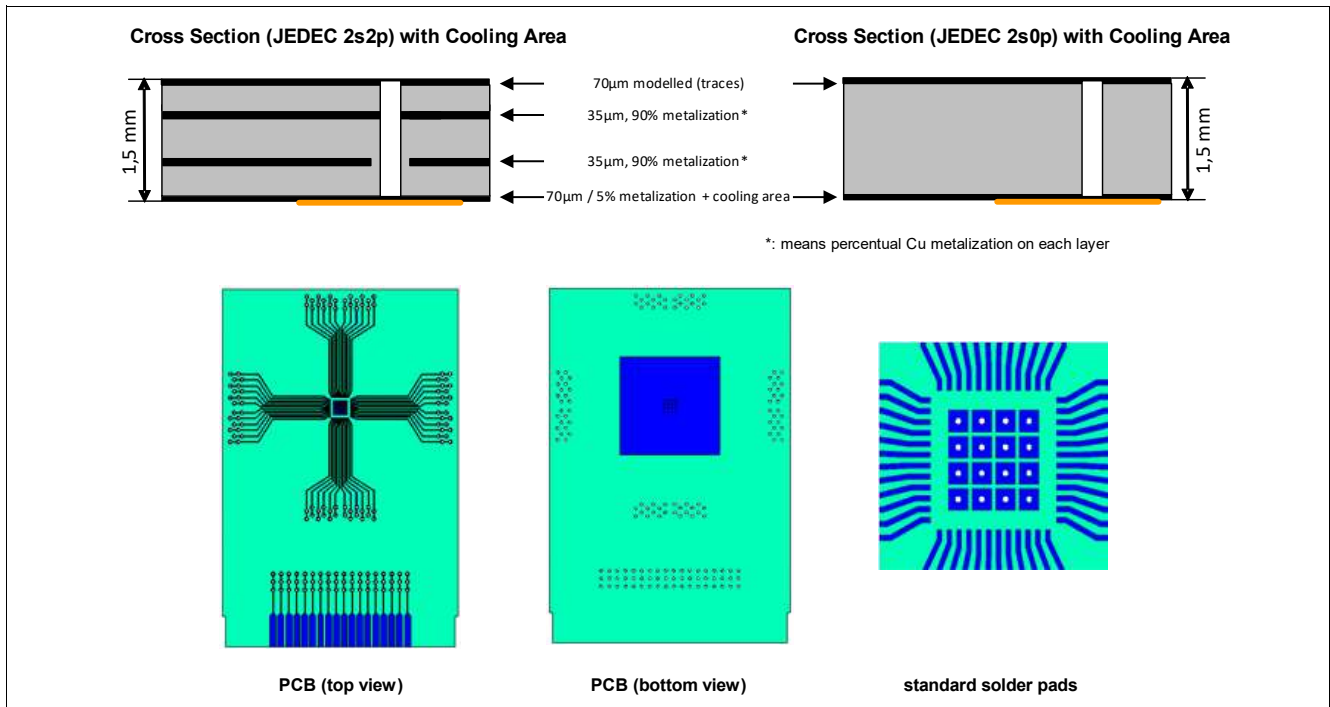 Cross Section (JEDEC 2s2p) with Cooling Area
Cross Section (JEDEC 2s0p) with Cooling Area
1,5 mm
70µm modelled (traces)
35µm, 90% metalization*
35µm, 90% metalization*
70µm / 5% metalization + cooling area
1,5 mm
*: means percentual Cu metalization on each layer
PCB (top view)
PCB (bottom view)
standard solder pads